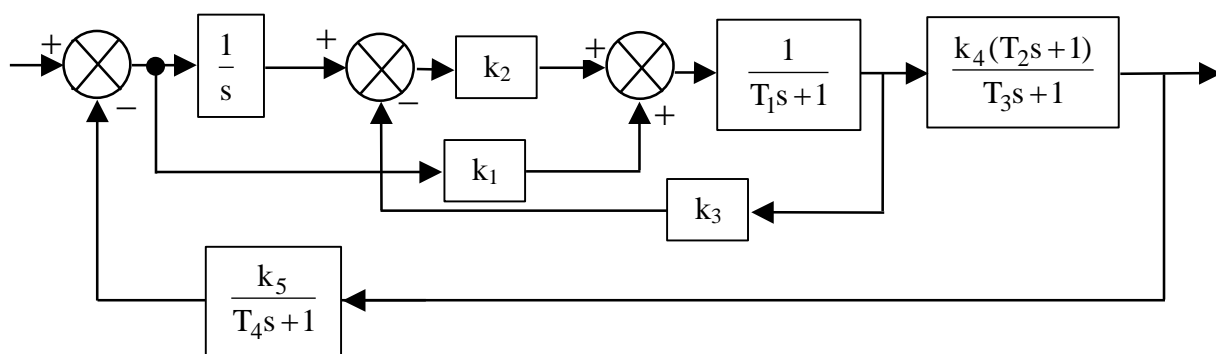 +
1
s
+
−
k₂
+
+
1
T₁s+1
k₄(T₂s+1)
T₃s+1
−
k₁
k₃
k₅
T₄s+1